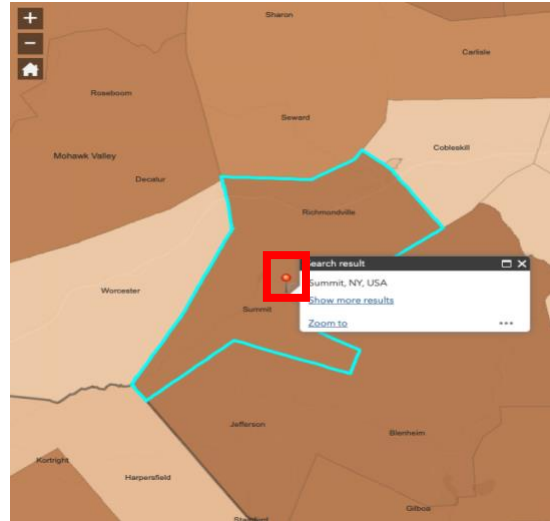 +
Sharon
−
Carlisle
Roseboom
Seward
Cobleskill
Mohawk Valley
Decatur
Richmondville
Search result
Summit, NY, USA
Worcester
Show more results
Summit
Zoom to
...
Jefferson
Blenheim
Kortright
Harpersfield
Gilboa
Stamford